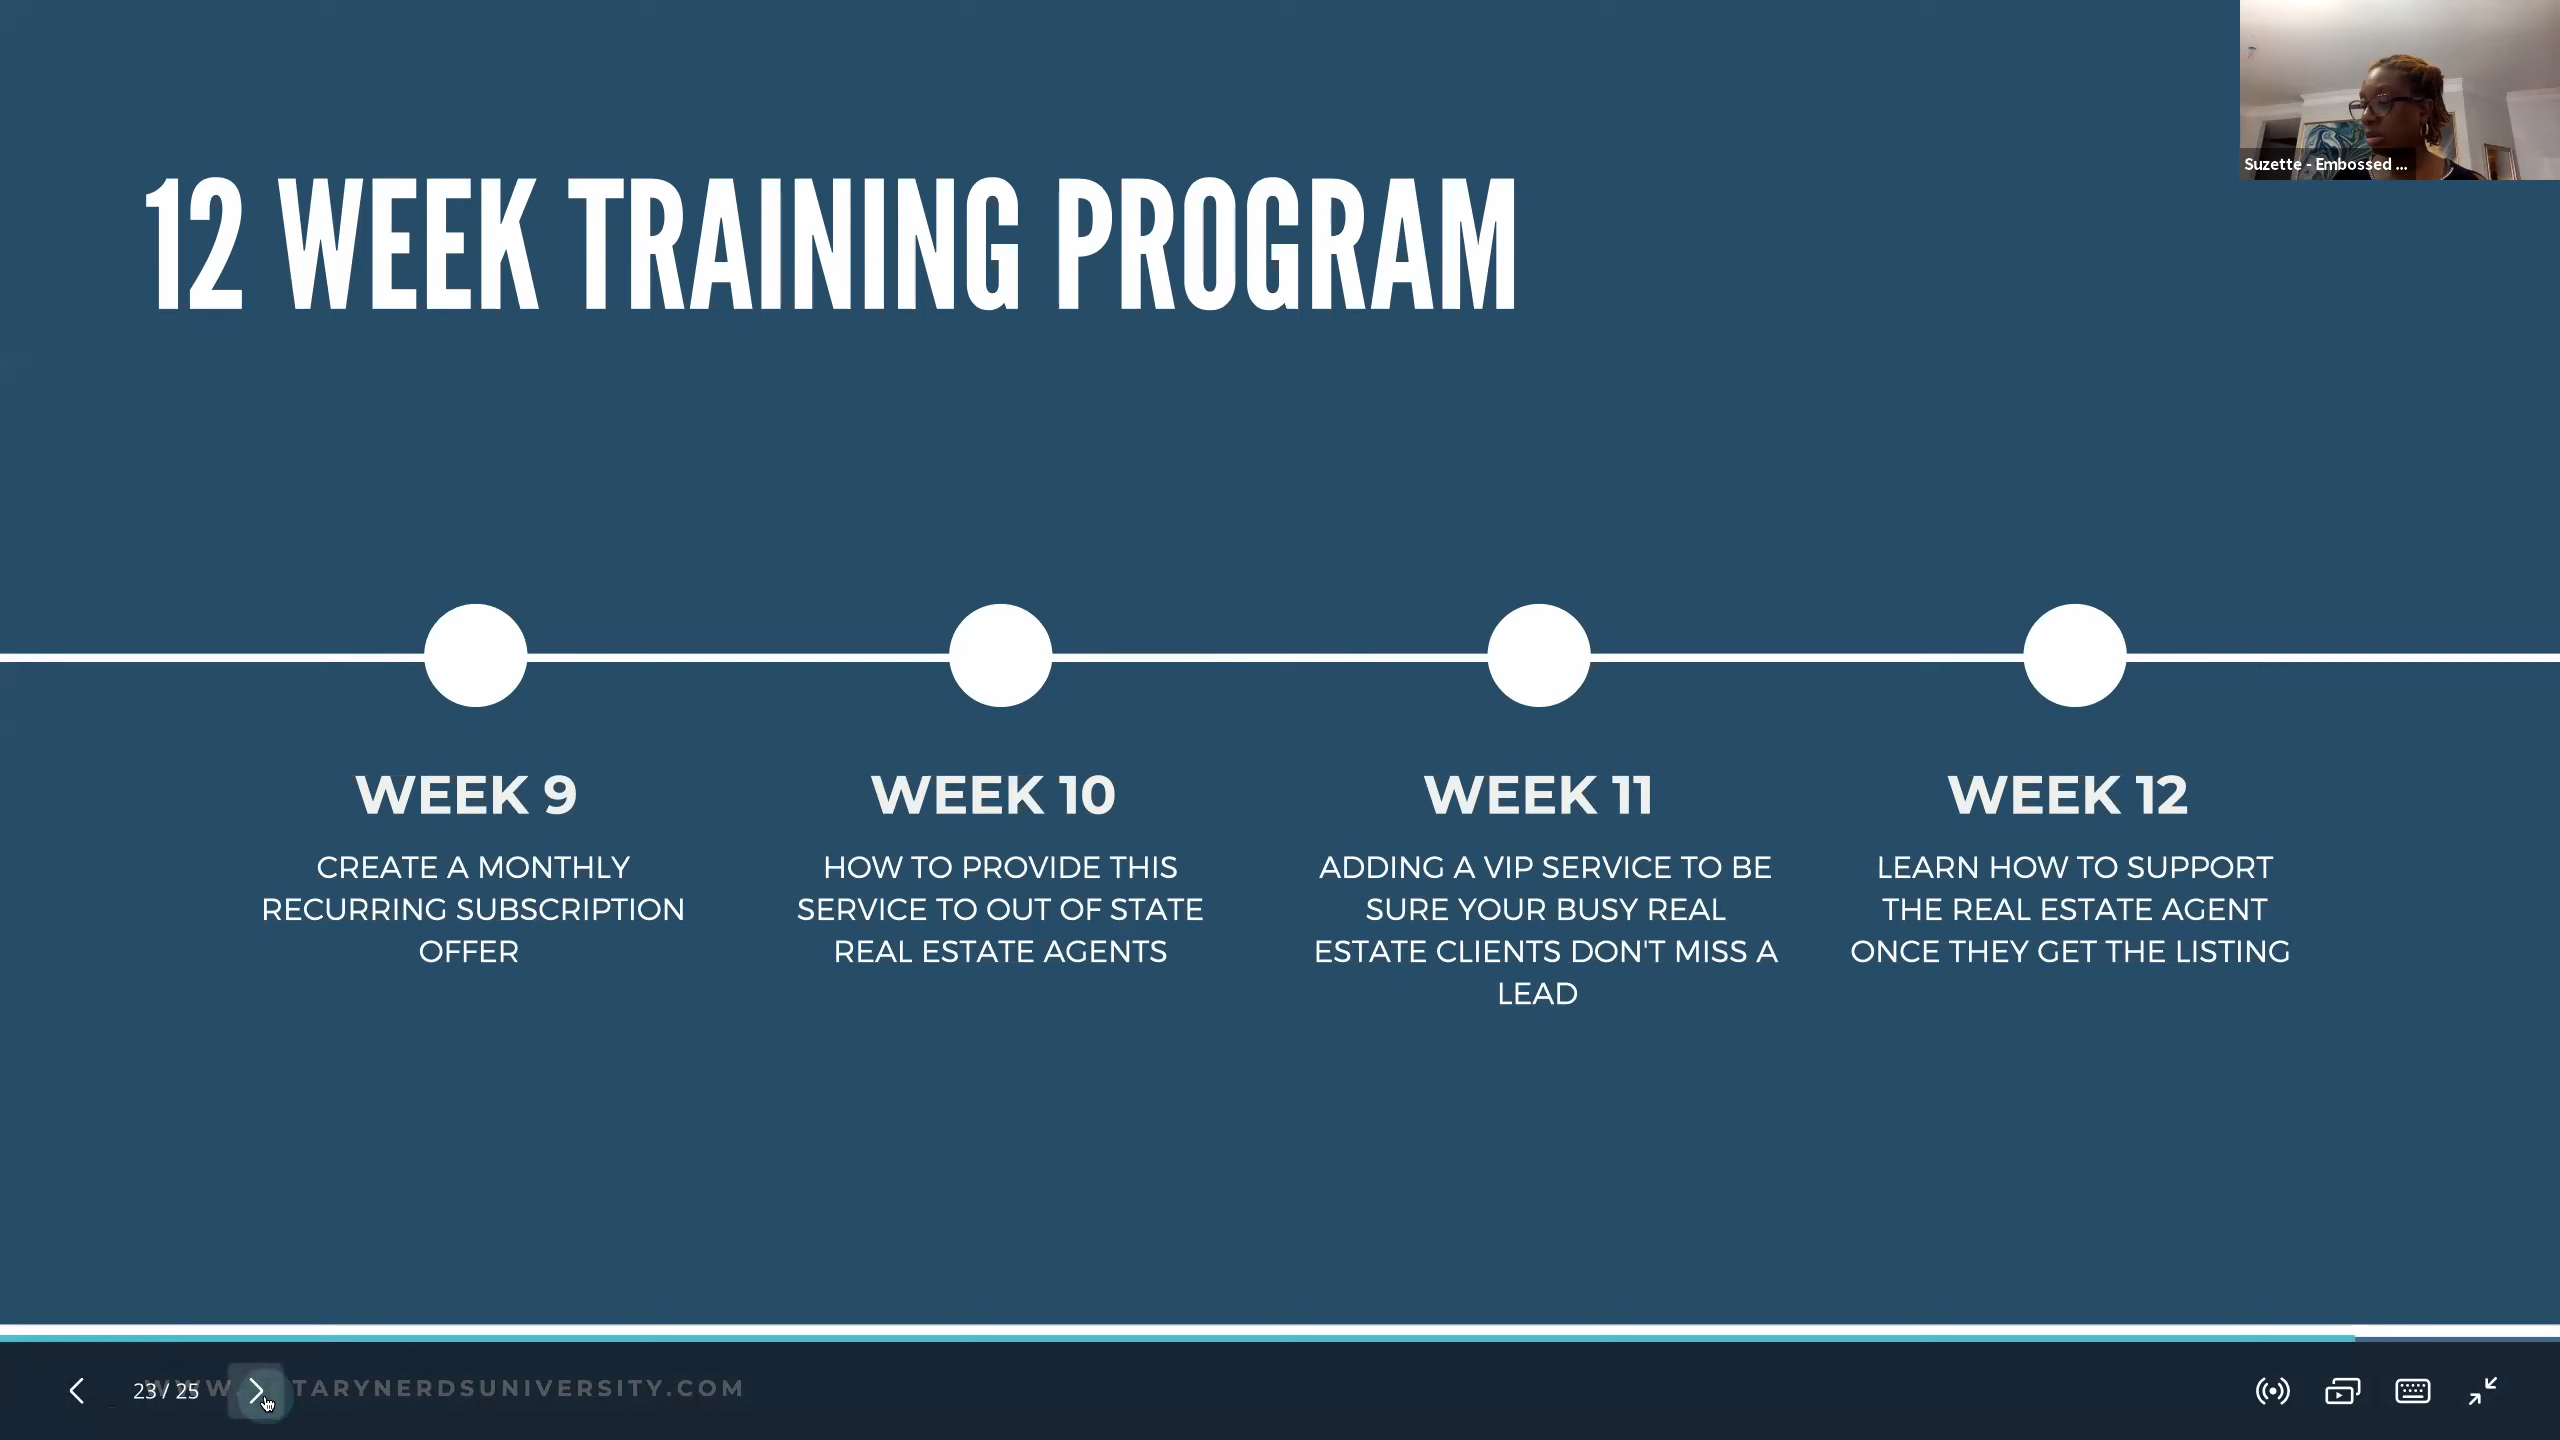 Suzette - Embossed ...
12 WEEK TRAINING PROGRAM
WEEK 9
CREATE A MONTHLY
RECURRING SUBSCRIPTION
OFFER
WEEK 10
HOW TO PROVIDE THIS
SERVICE TO OUT OF STATE
REAL ESTATE AGENTS
WEEK 11
ADDING A VIP SERVICE TO BE
SURE YOUR BUSY REAL
ESTATE CLIENTS DON'T MISS A
LEAD
WEEK 12
LEARN HOW TO SUPPORT
THE REAL ESTATE AGENT
ONCE THEY GET THE LISTING
23 / 25
TARYNERDSUNIVERSITY.COM